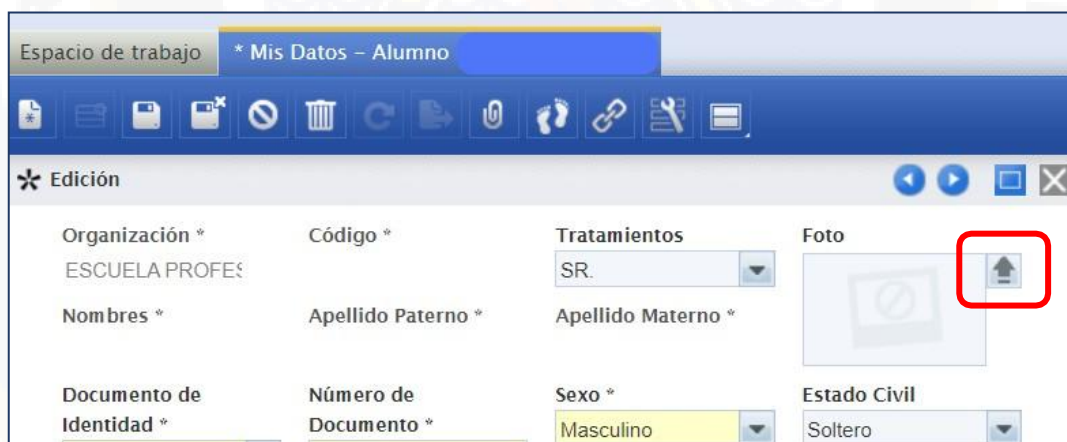 Espacio de trabajo * Mis Datos – Alumno
Edición
Organización * Código * Tratamientos Foto
ESCUELA PROFES SR.
Nombres * Apellido Paterno * Apellido Materno *
Documento de Número de Sexo * Estado Civil
Identidad * Documento * Masculino Soltero